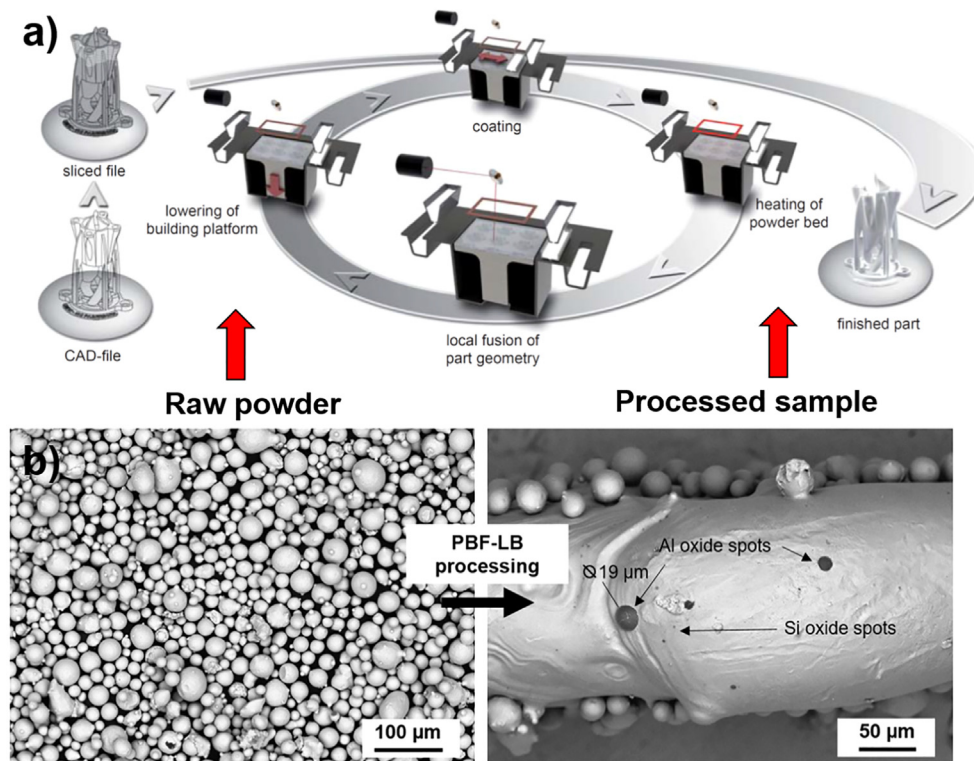 a)
sliced file
CAD-file
lowering of
building platform
coating
heating of
powder bed
local fusion of
part geometry
finished part
Raw powder
Processed sample
b)
PBF-LB
processing
100 µm
Al oxide spots
Ø19 µm
Si oxide spots
50 µm